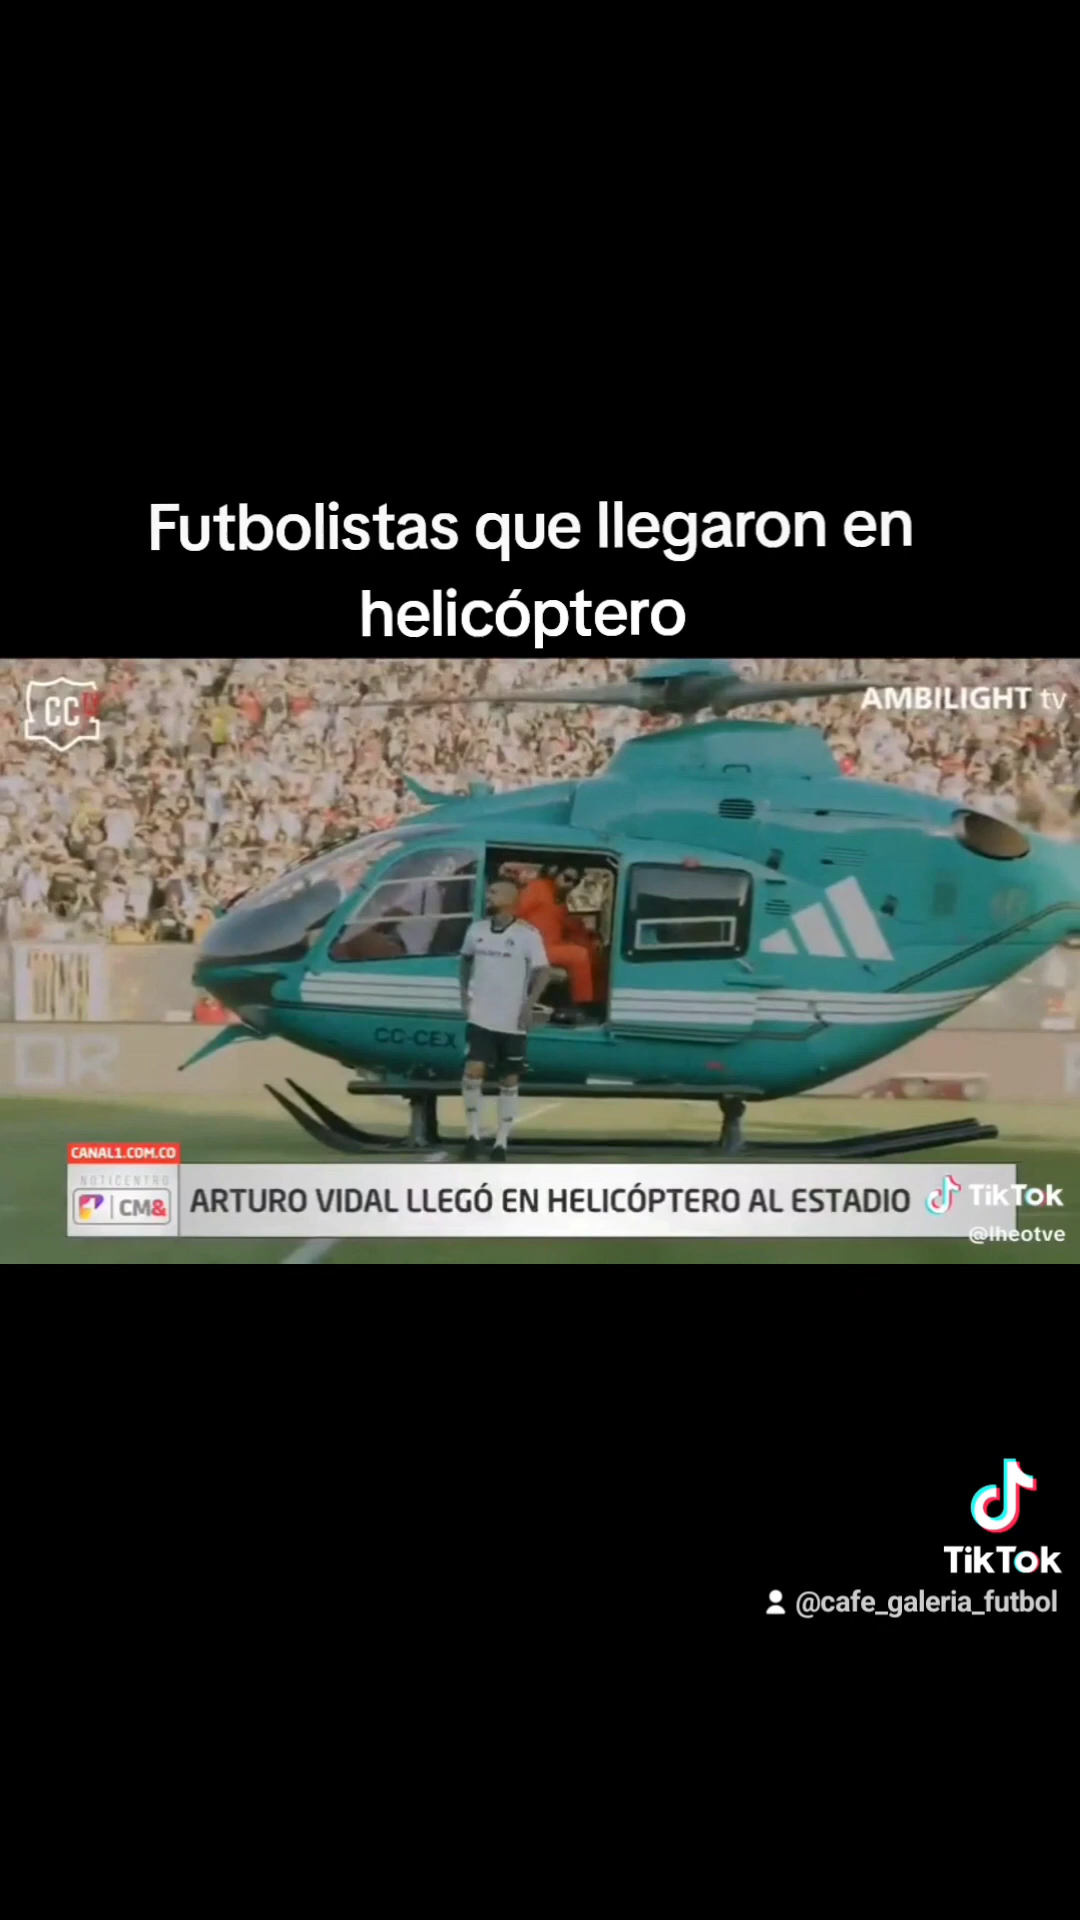 Futbolistas que llegaron en
helicóptero
CC
AMBILIGHT tv
CC-CEX
CANAL1.COM.CO
NOTICENTRO
CM&
ARTURO VIDAL LLEGÓ EN HELICÓPTERO AL ESTADIO
TikTok
@lheotve
TikTok
@cafe_galeria_futbol